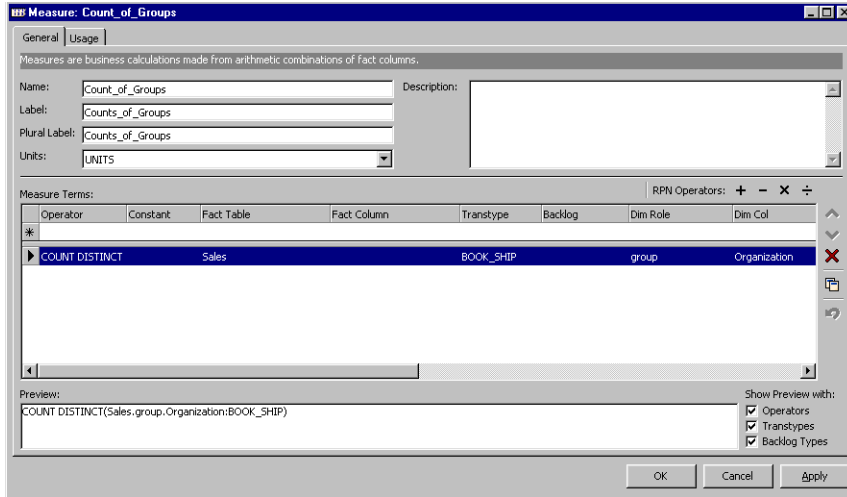 Measure: Count_of_Groups
General Usage
Measures are business calculations made from arithmetic combinations of fact columns.
Name: Count_of_Groups Description:
Label: Counts_of_Groups
Plural Label: Counts_of_Groups
Units: UNITS
Measure Terms: RPN Operators: + − × ÷
Operator Constant Fact Table Fact Column Transtype Backlog Dim Role Dim Col
COUNT DISTINCT Sales BOOK_SHIP group Organization
Preview: Show Preview with:
COUNT DISTINCT(Sales.group.Organization:BOOK_SHIP) Operators
Transtypes
Backlog Types
OK Cancel Apply